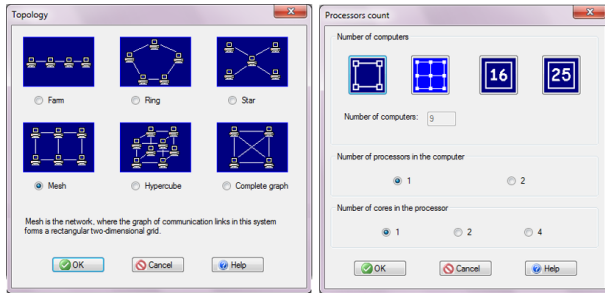 Topology
Farm
Ring
Star
Mesh
Hypercube
Complete graph
Mesh is the network, where the graph of communication links in this system
forms a rectangular two-dimensional grid.
OK
Cancel
Help
Processors count
Number of computers
16
25
Number of computers:
9
Number of processors in the computer
1
2
Number of cores in the processor
1
2
4
OK
Cancel
Help